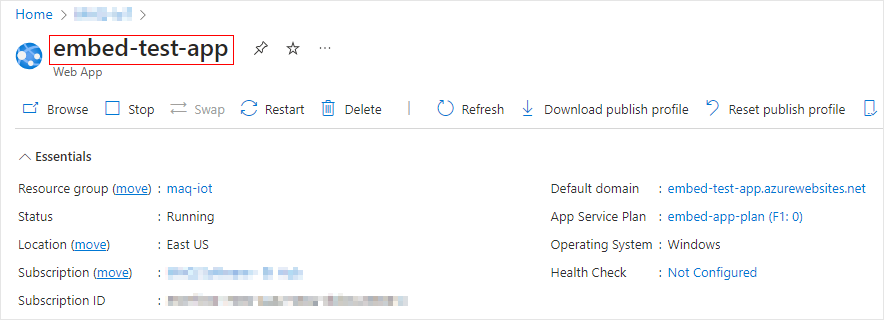 Home > >
embed-test-app
Web App
Browse Stop Swap Restart Delete | Refresh Download publish profile Reset publish profile
Essentials
Resource group (move) : maq-iot Default domain : embed-test-app.azurewebsites.net
Status : Running App Service Plan : embed-app-plan (F1: 0)
Location (move) : East US Operating System : Windows
Subscription (move) : Health Check : Not Configured
Subscription ID :